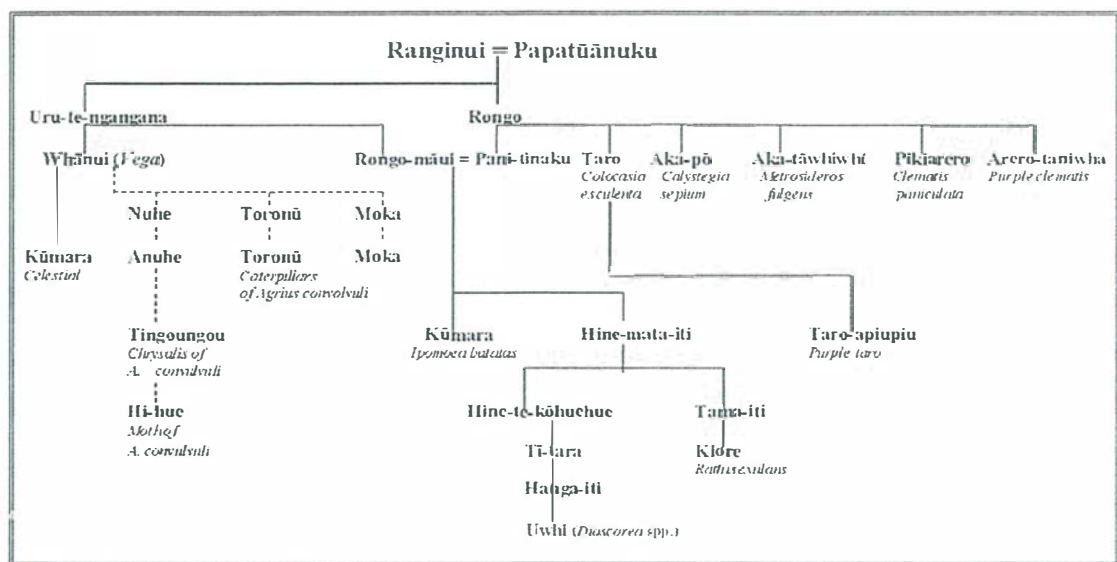 Ranginui = Papatūānuku
Uru-te-ngangana Rongo
Whānui (Vega) Rongo-māui = Pani-tīnaku Taro Aka-pō Aka-tāwhiwhi Pikiarero Arero-taniwha
Colocasia Calystegia Metrosideros Clematis Purple clematis
esculenta sepium fulgens paniculata
Nuhe Toronū Moka
Kūmara Anuhe Toronū Moka
Celestial Caterpillars
of Agrius convolvuli
Tingoungou Kūmara Hine-mata-iti Taro-apiupiu
Chrysalis of Ipomoea batatas Purple taro
A. convolvuli
Hi-hue Hine-te-kōhuehue Tama-iti
Moth of
A. convolvuli Tī-tara Kiore
Rattus exulans
Hanga-iti
Uwhi (Dioscorea spp.)